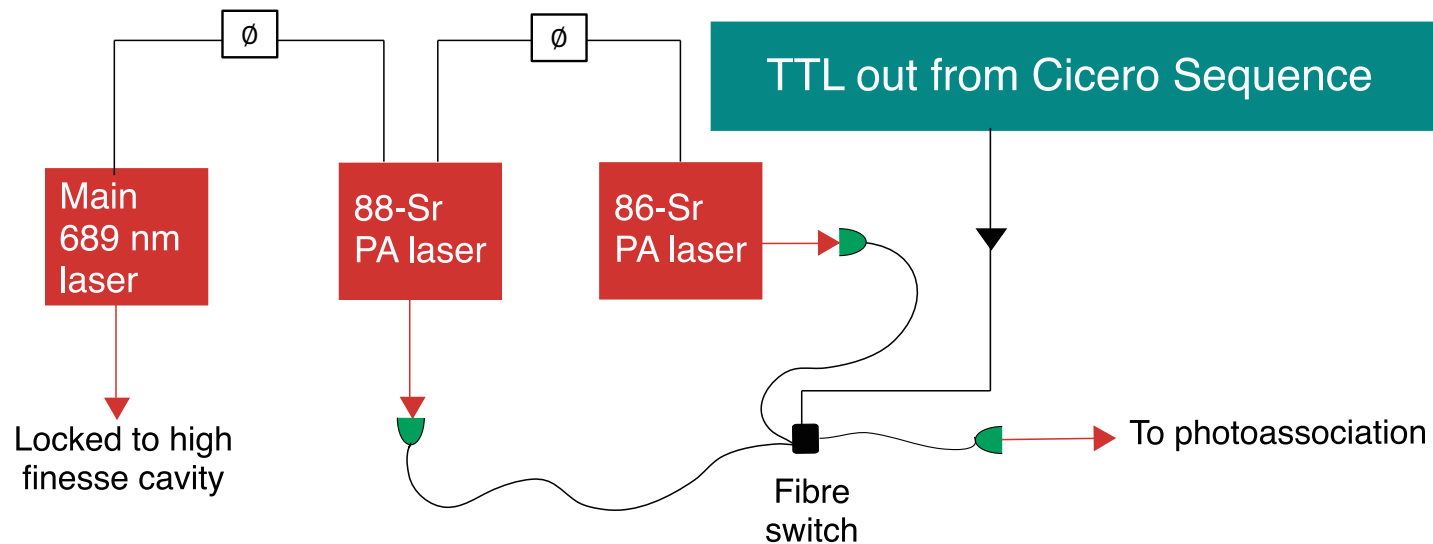 ø
ø
TTL out from Cicero Sequence
Main
689 nm
laser
88-Sr
PA laser
86-Sr
PA laser
Locked to high
finesse cavity
To photoassociation
Fibre
switch